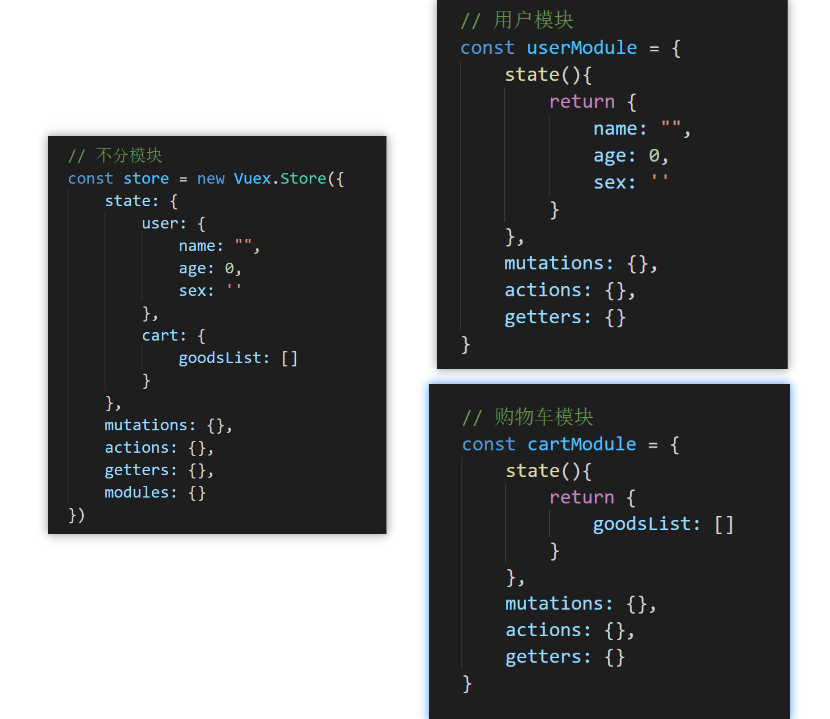 // 不分模块
const store = new Vuex.Store({
    state: {
        user: {
            name: "",
            age: 0,
            sex: ''
        },
        cart: {
            goodsList: []
        }
    },
    mutations: {},
    actions: {},
    getters: {},
    modules: {}
})
// 用户模块
const userModule = {
    state(){
        return {
            name: "",
            age: 0,
            sex: ''
        }
    },
    mutations: {},
    actions: {},
    getters: {}
}
// 购物车模块
const cartModule = {
    state(){
        return {
            goodsList: []
        }
    },
    mutations: {},
    actions: {},
    getters: {}
}